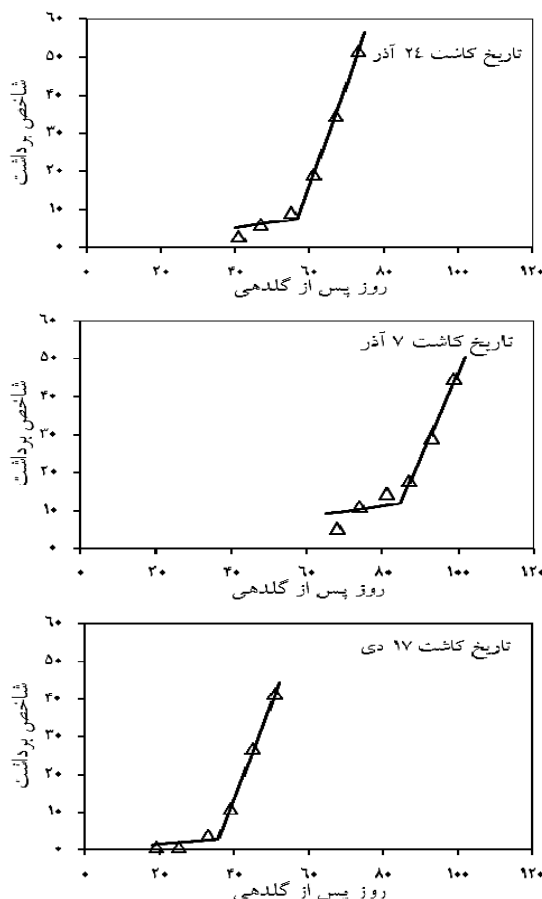 ۶۰
۵۰
۴۰
۳۰
۲۰
۱۰
۰
شاخص برداشت
تاریخ کاشت ٢٤ آذر
۰ ۲۰ ۴۰ ۶۰ ۸۰ ۱۰۰ ۱۲۰
روز پس از گلدهی
۶۰
۵۰
۴۰
۳۰
۲۰
۱۰
۰
شاخص برداشت
تاریخ کاشت ۷ آذر
۰ ۲۰ ۴۰ ۶۰ ۸۰ ۱۰۰ ۱۲۰
روز پس از گلدهی
۶۰
۵۰
۴۰
۳۰
۲۰
۱۰
۰
شاخص برداشت
تاریخ کاشت ۱۷ دی
۰ ۲۰ ۴۰ ۶۰ ۸۰ ۱۰۰ ۱۲۰
روز پس از گلدهی